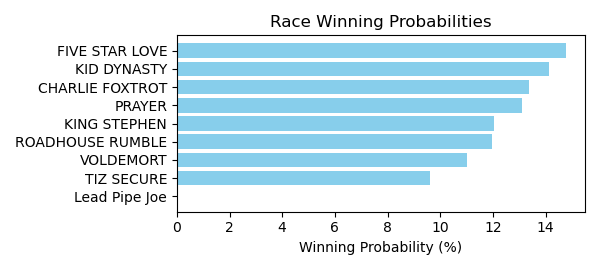 Race Winning Probabilities
FIVE STAR LOVE
KID DYNASTY
CHARLIE FOXTROT
PRAYER
KING STEPHEN
ROADHOUSE RUMBLE
VOLDEMORT
TIZ SECURE
Lead Pipe Joe
0 2 4 6 8 10 12 14
Winning Probability (%)